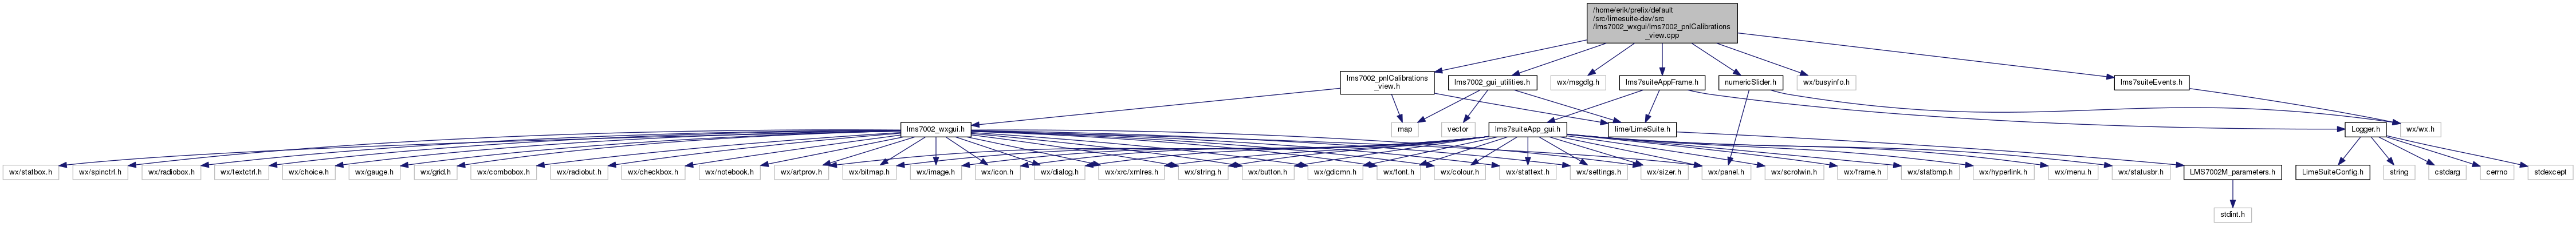 /home/erik/prefix/default
/src/limesuite-dev/src
/lms7002_wxgui/lms7002_pnlCalibrations
_view.cpp
lms7002_pnlCalibrations
_view.h
lms7002_gui_utilities.h
wx/msgdlg.h
lms7suiteAppFrame.h
numericSlider.h
wx/busyinfo.h
lms7suiteEvents.h
lms7002_wxgui.h
map
vector
lms7suiteApp_gui.h
lime/LimeSuite.h
Logger.h
wx/wx.h
wx/statbox.h
wx/spinctrl.h
wx/radiobox.h
wx/textctrl.h
wx/choice.h
wx/gauge.h
wx/grid.h
wx/combobox.h
wx/radiobut.h
wx/checkbox.h
wx/notebook.h
wx/artprov.h
wx/bitmap.h
wx/image.h
wx/icon.h
wx/dialog.h
wx/xrc/xmlres.h
wx/string.h
wx/button.h
wx/gdicmn.h
wx/font.h
wx/colour.h
wx/stattext.h
wx/settings.h
wx/sizer.h
wx/panel.h
wx/scrolwin.h
wx/frame.h
wx/statbmp.h
wx/hyperlink.h
wx/menu.h
wx/statusbr.h
LMS7002M_parameters.h
LimeSuiteConfig.h
string
cstdarg
cerrno
stdexcept
stdint.h